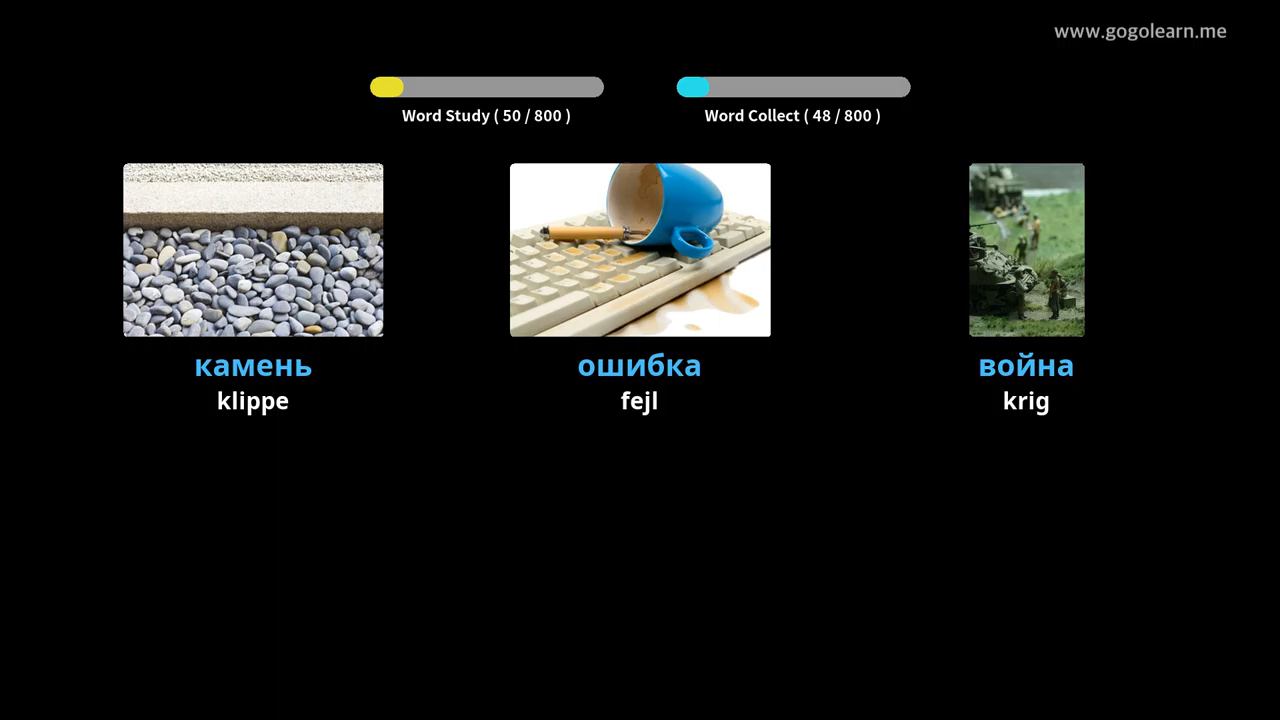 www.gogolearn.me
Word Study ( 50 / 800 )
Word Collect ( 48 / 800 )
камень
klippe
ошибка
fejl
война
krig